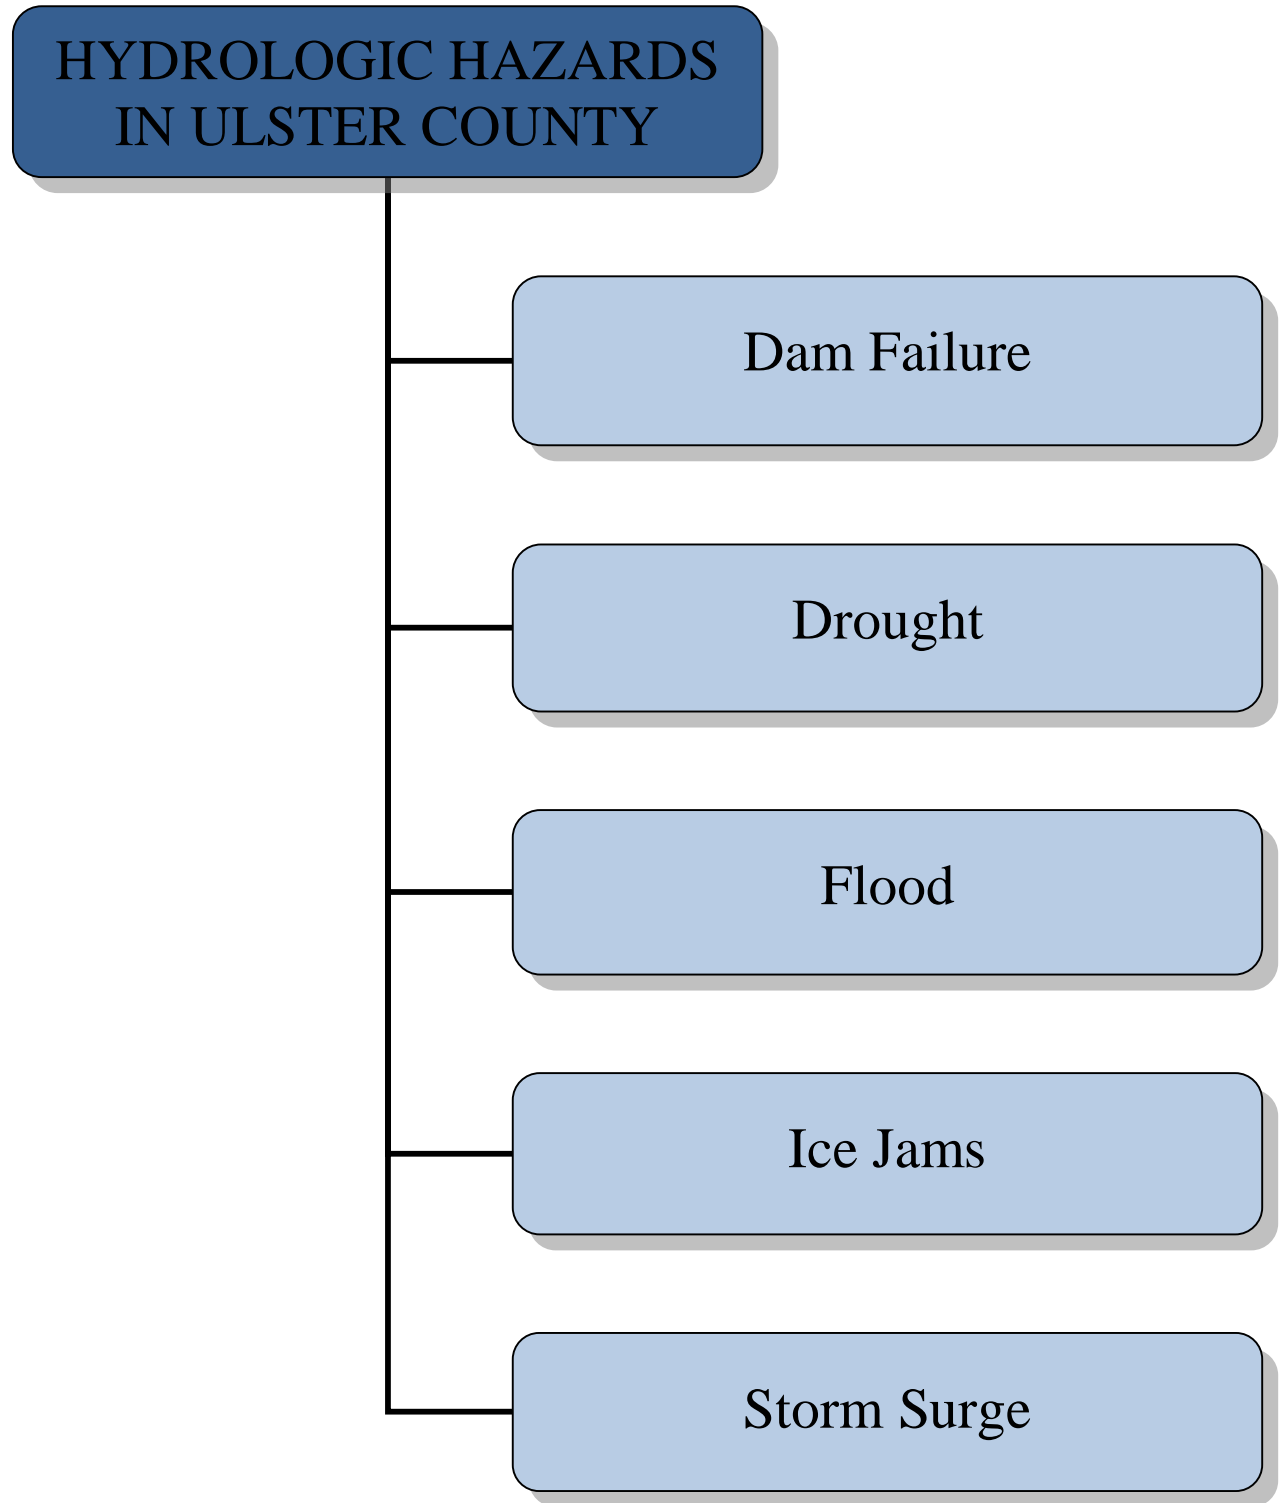 HYDROLOGIC HAZARDS
IN ULSTER COUNTY
Dam Failure
Drought
Flood
Ice Jams
Storm Surge